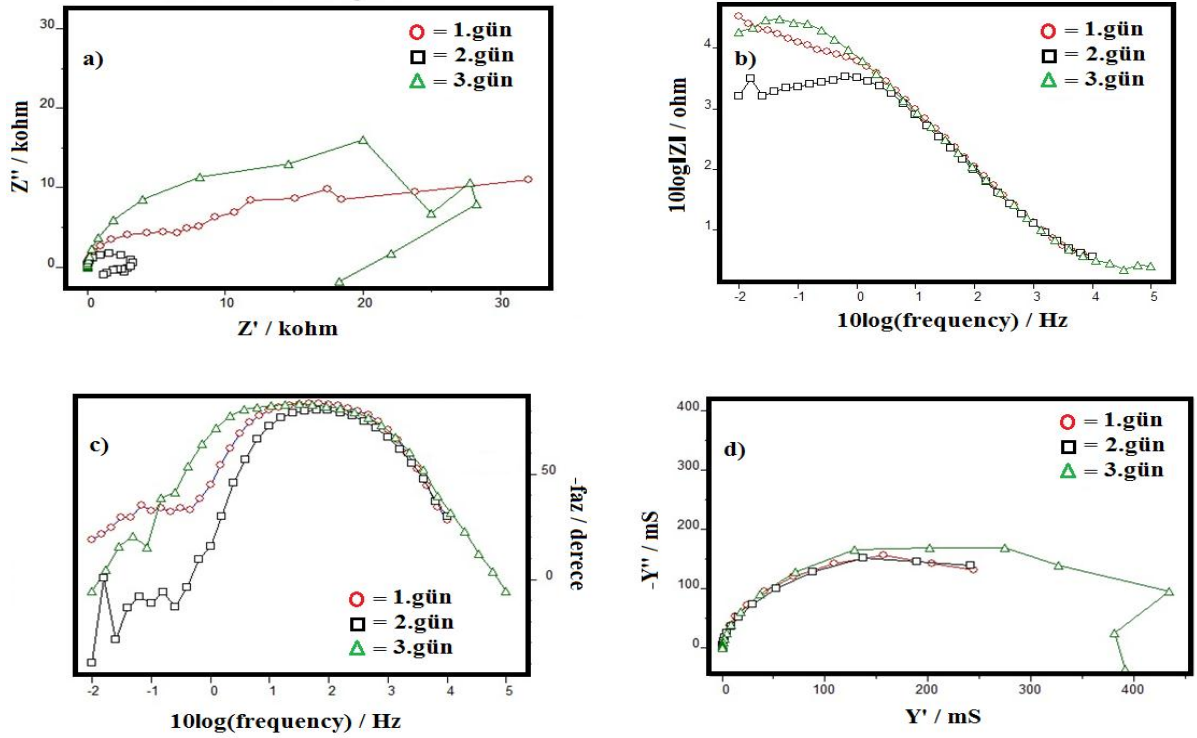 a)
= 1.gün
= 2.gün
= 3.gün
30
20
10
0
Z'' / kohm
0
10
20
30
Z' / kohm
b)
= 1.gün
= 2.gün
= 3.gün
4
3
2
1
10logIZI / ohm
-2
-1
0
1
2
3
4
5
10log(frequency) / Hz
c)
50
0
-faz / derece
= 1.gün
= 2.gün
= 3.gün
-2
-1
0
1
2
3
4
5
10log(frequency) / Hz
d)
= 1.gün
= 2.gün
= 3.gün
400
300
200
100
0
-Y'' / mS
0
100
200
300
400
Y' / mS